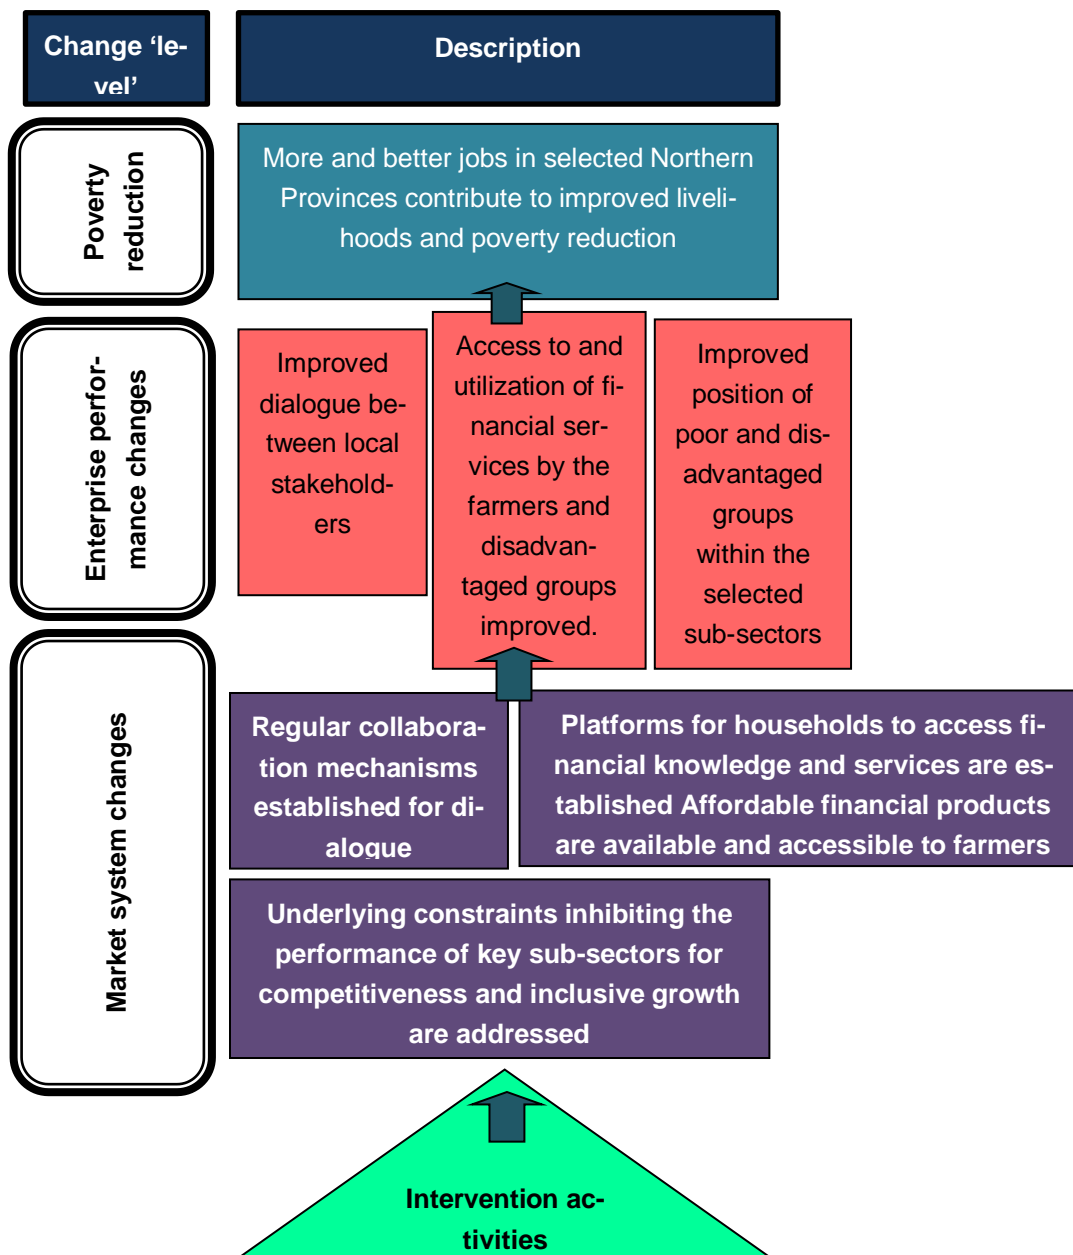 Change ‘le-
vel’
Description
Poverty
reduction
More and better jobs in selected Northern
Provinces contribute to improved liveli-
hoods and poverty reduction
Enterprise perfor-
mance changes
Improved
dialogue be-
tween local
stakehold-
ers
Access to and
utilization of fi-
nancial ser-
vices by the
farmers and
disadvan-
taged groups
improved.
Improved
position of
poor and dis-
advantaged
groups
within the
selected
sub-sectors
Market system changes
Regular collabora-
tion mechanisms
established for di-
alogue
Platforms for households to access fi-
nancial knowledge and services are es-
tablished Affordable financial products
are available and accessible to farmers
Underlying constraints inhibiting the
performance of key sub-sectors for
competitiveness and inclusive growth
are addressed
Intervention ac-
tivities